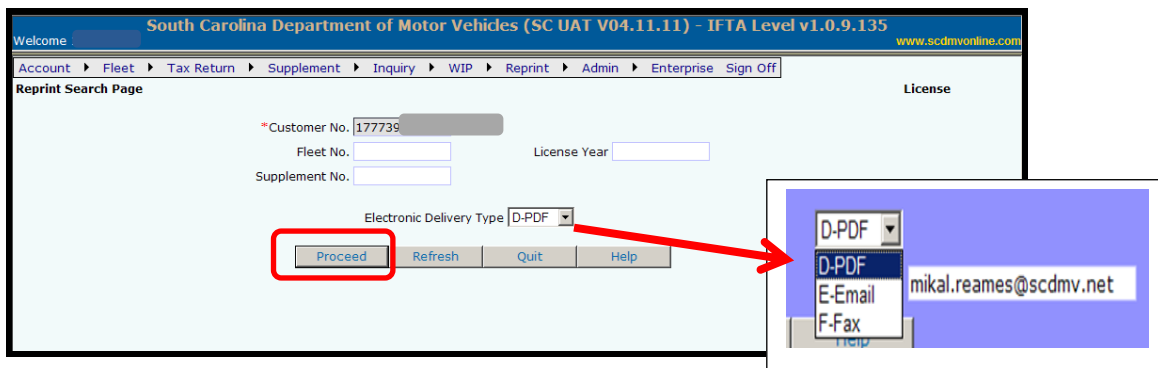 South Carolina Department of Motor Vehicles (SC UAT V04.11.11) - IFTA Level v1.0.9.135
Welcome
www.scdmvonline.com
Account Fleet Tax Return Supplement Inquiry WIP Reprint Admin Enterprise Sign Off
Reprint Search Page License
*Customer No. 177739
Fleet No. License Year
Supplement No.
Electronic Delivery Type D-PDF
Proceed Refresh Quit Help
D-PDF
D-PDF
E-Email mikal.reames@scdmv.net
F-Fax
Help